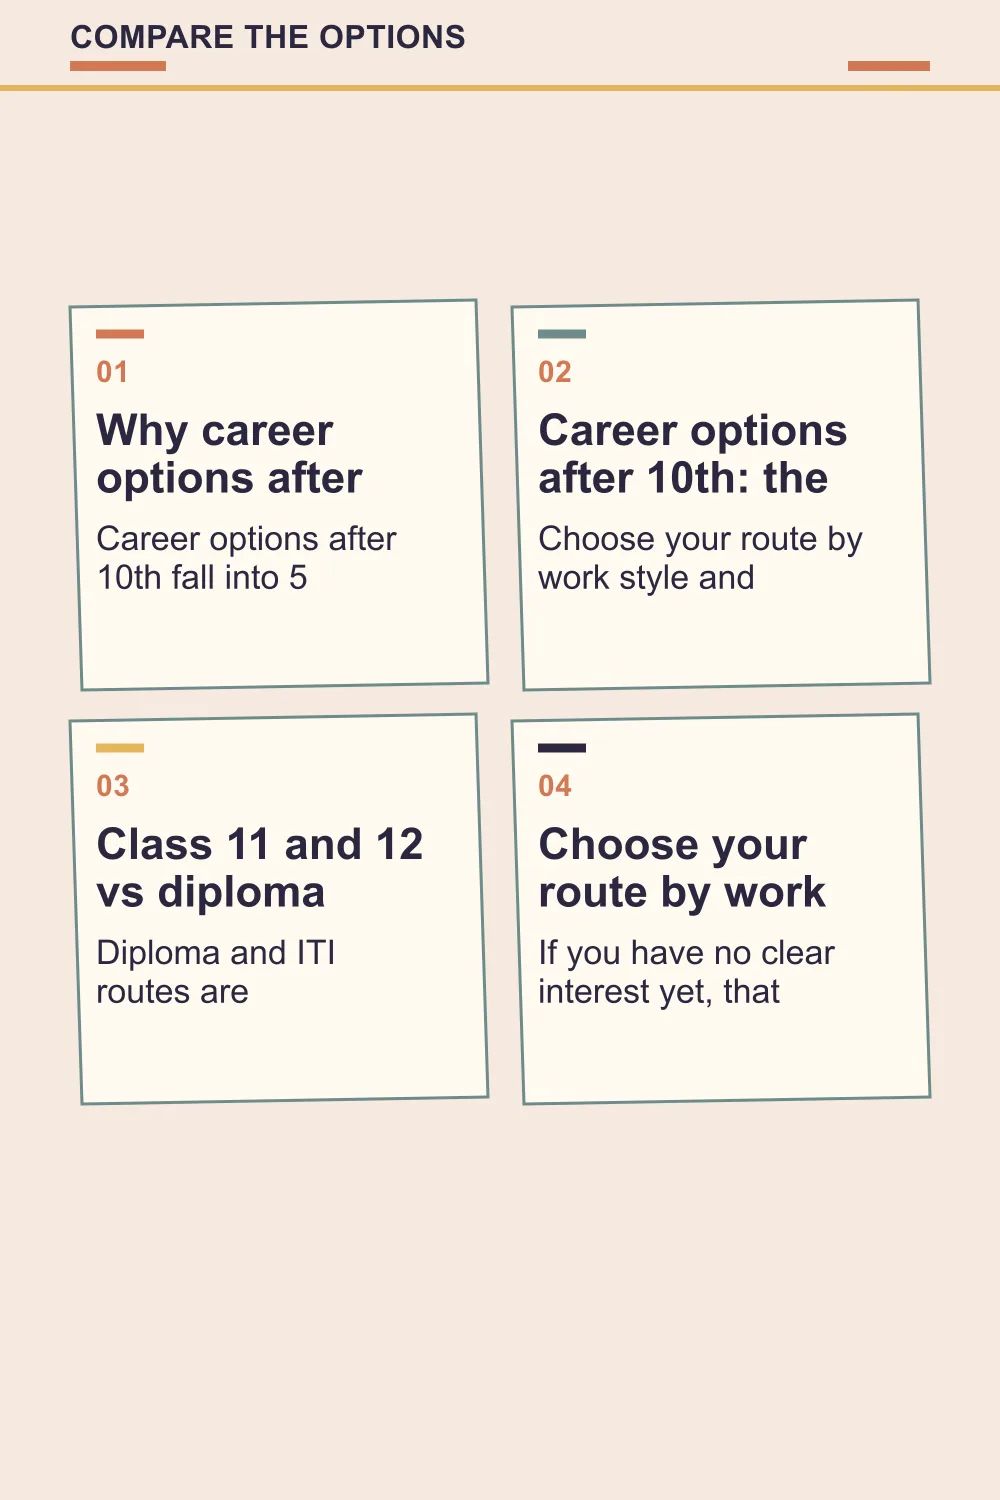 COMPARE THE OPTIONS
01
Why career
options after
Career options after
10th fall into 5
02
Career options
after 10th: the
Choose your route by
work style and
03
Class 11 and 12
vs diploma
Diploma and ITI
routes are
04
Choose your
route by work
If you have no clear
interest yet, that